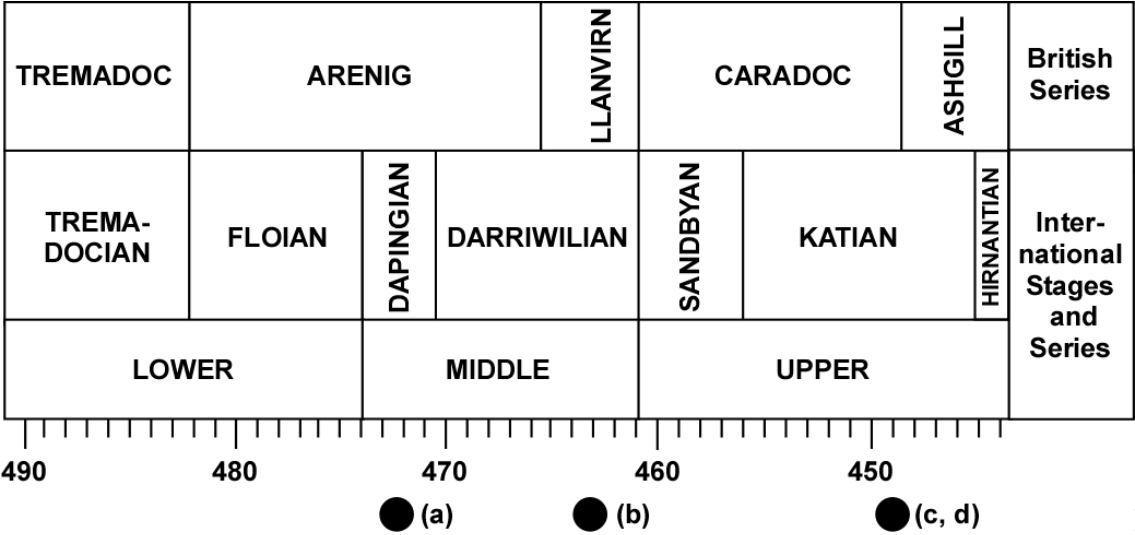 TREMADOC
ARENIG
LLANVIRN
CARADOC
ASHGILL
British
Series
TREMA-
DOCIAN
FLOIAN
DAPINGIAN
DARRIWILIAN
SANDBYAN
KATIAN
HIRNANTIAN
Inter-
national
Stages
and
Series
LOWER
MIDDLE
UPPER
490
480
470
460
450
(a)
(b)
(c, d)